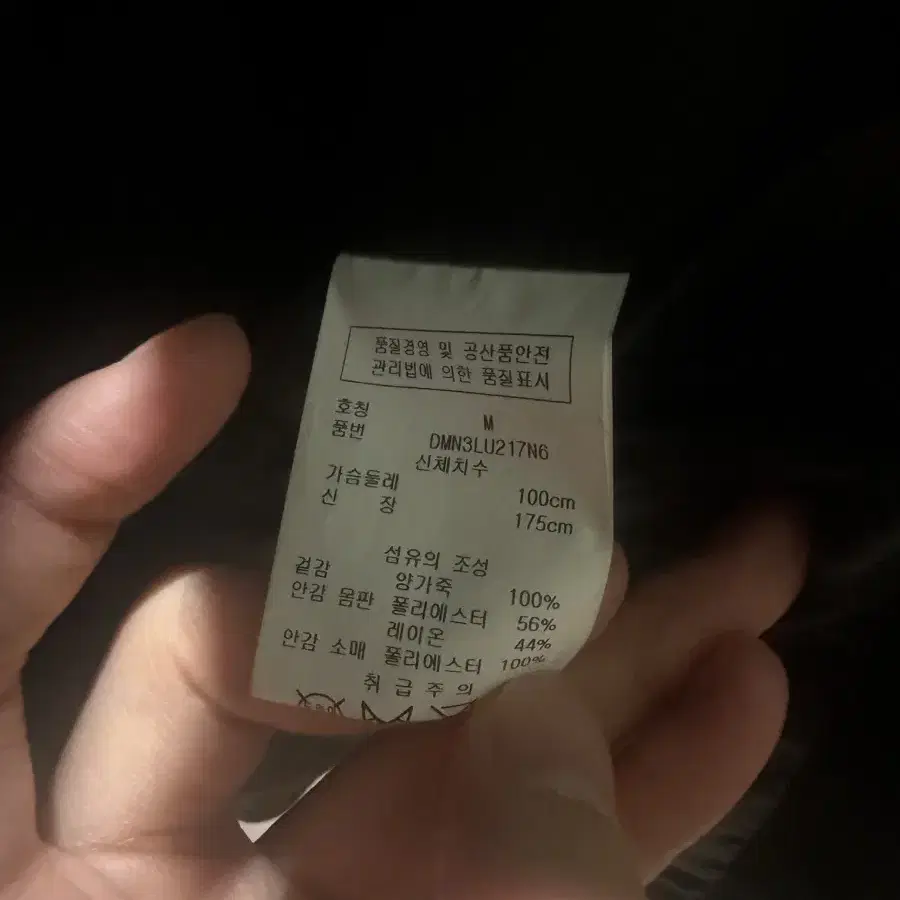 품질경영 및 공산품안전
관리법에 의한 품질표시
호칭 M
품번 DMN3LU217N6
신체치수
가슴둘레 100cm
신 장 175cm
섬유의 조성
겉감 양가죽 100%
안감 몸판 폴리에스터 56%
레이온 44%
안감 소매 폴리에스터 100%
취 급 주 의